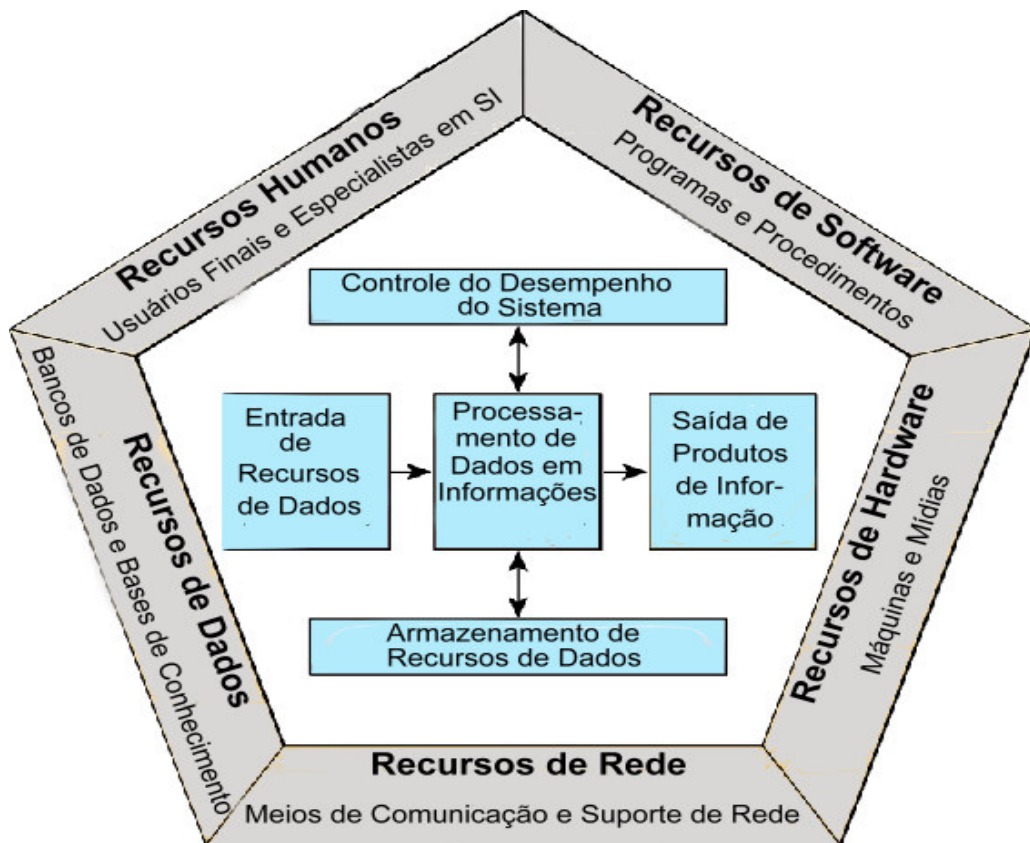 Recursos Humanos
Usuários Finais e Especialistas em SI
Recursos de Software
Programas e Procedimentos
Controle do Desempenho
do Sistema
Entrada
de
Recursos
de Dados
Processa-
mento de
Dados em
Informações
Saída de
Produtos
de Infor-
mação
Armazenamento de
Recursos de Dados
Recursos de Dados
Bancos de Dados e Bases de Conhecimento
Recursos de Hardware
Máquinas e Mídias
Recursos de Rede
Meios de Comunicação e Suporte de Rede